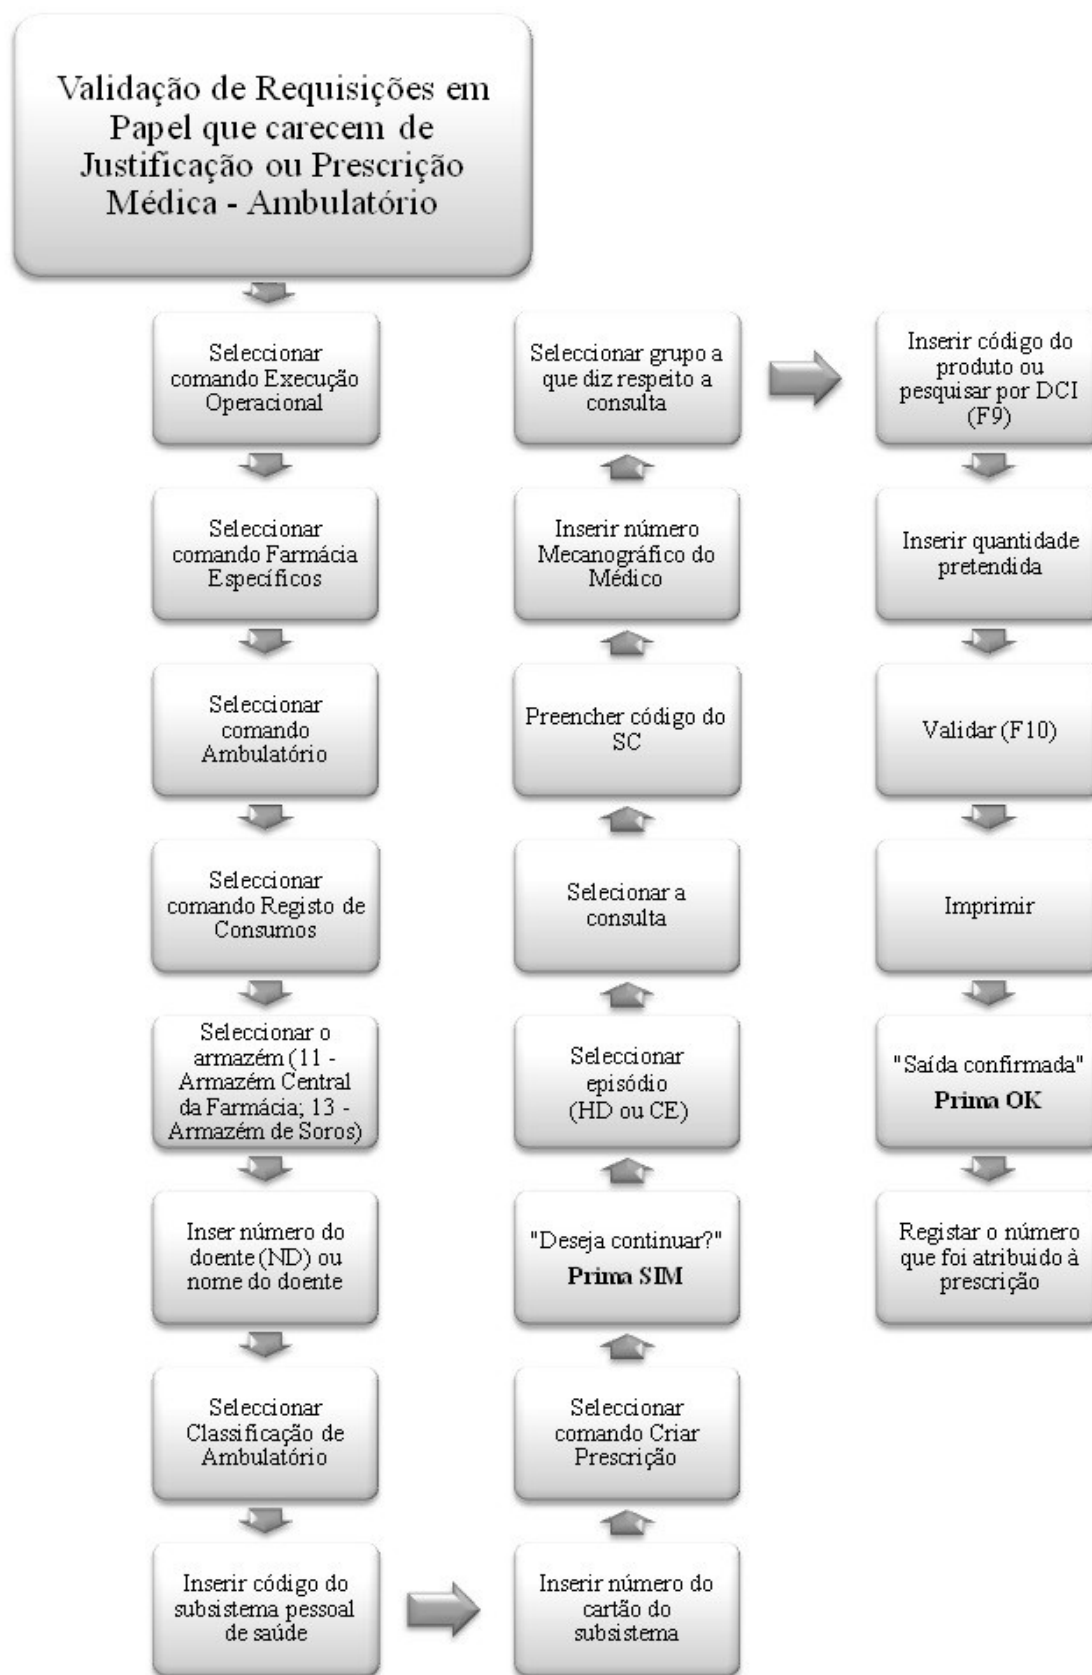 Validação de Requisições em
Papel que carecem de
Justificação ou Prescrição
Médica - Ambulatório
Seleccionar
comando Execução
Operacional
Seleccionar
comando Farmácia
Específicos
Seleccionar
comando
Ambulatório
Seleccionar
comando Registo de
Consumos
Seleccionar o
armazém (11 -
Armazém Central
da Farmácia; 13 -
Armazém de Soros)
Inser número do
doente (ND) ou
nome do doente
Seleccionar
Classificação de
Ambulatório
Inserir código do
subsistema pessoal
de saúde
Inserir número do
cartão do
subsistema
Seleccionar
comando Criar
Prescrição
"Deseja continuar?"
Prima SIM
Seleccionar
episódio
(HD ou CE)
Selecionar a
consulta
Preencher código do
SC
Inserir número
Mecanográfico do
Médico
Seleccionar grupo a
que diz respeito a
consulta
Inserir código do
produto ou
pesquisar por DCI
(F9)
Inserir quantidade
pretendida
Validar (F10)
Imprimir
"Saída confirmada"
Prima OK
Registar o número
que foi atribuido à
prescrição